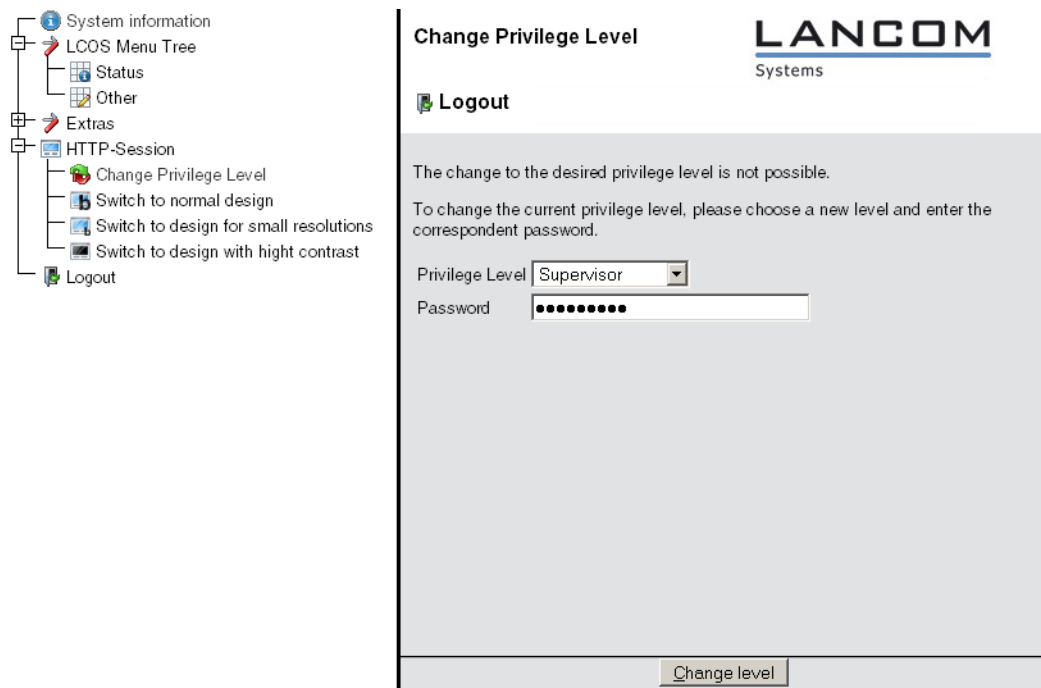 System information
LCOS Menu Tree
Status
Other
Extras
HTTP-Session
Change Privilege Level
Switch to normal design
Switch to design for small resolutions
Switch to design with hight contrast
Logout
Change Privilege Level
LANCOM
Systems
Logout
The change to the desired privilege level is not possible.
To change the current privilege level, please choose a new level and enter the
correspondent password.
Privilege Level Supervisor
Password ●●●●●●●●●
Change level